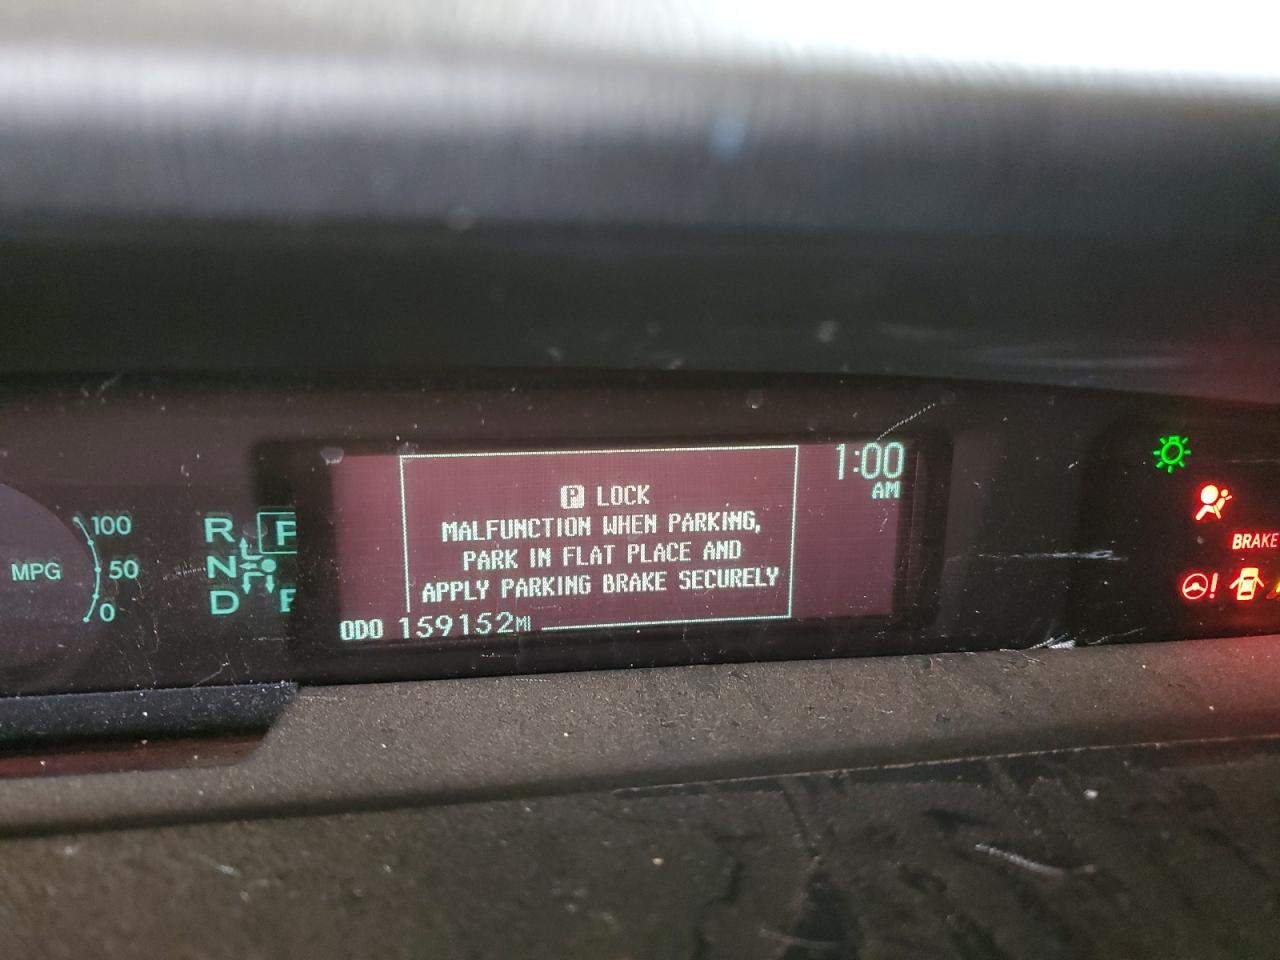 1:00
AM
P LOCK
MALFUNCTION WHEN PARKING,
PARK IN FLAT PLACE AND
APPLY PARKING BRAKE SECURELY
ODO 159152MI
100
50
0
MPG
R P
N
D
BRAKE
!